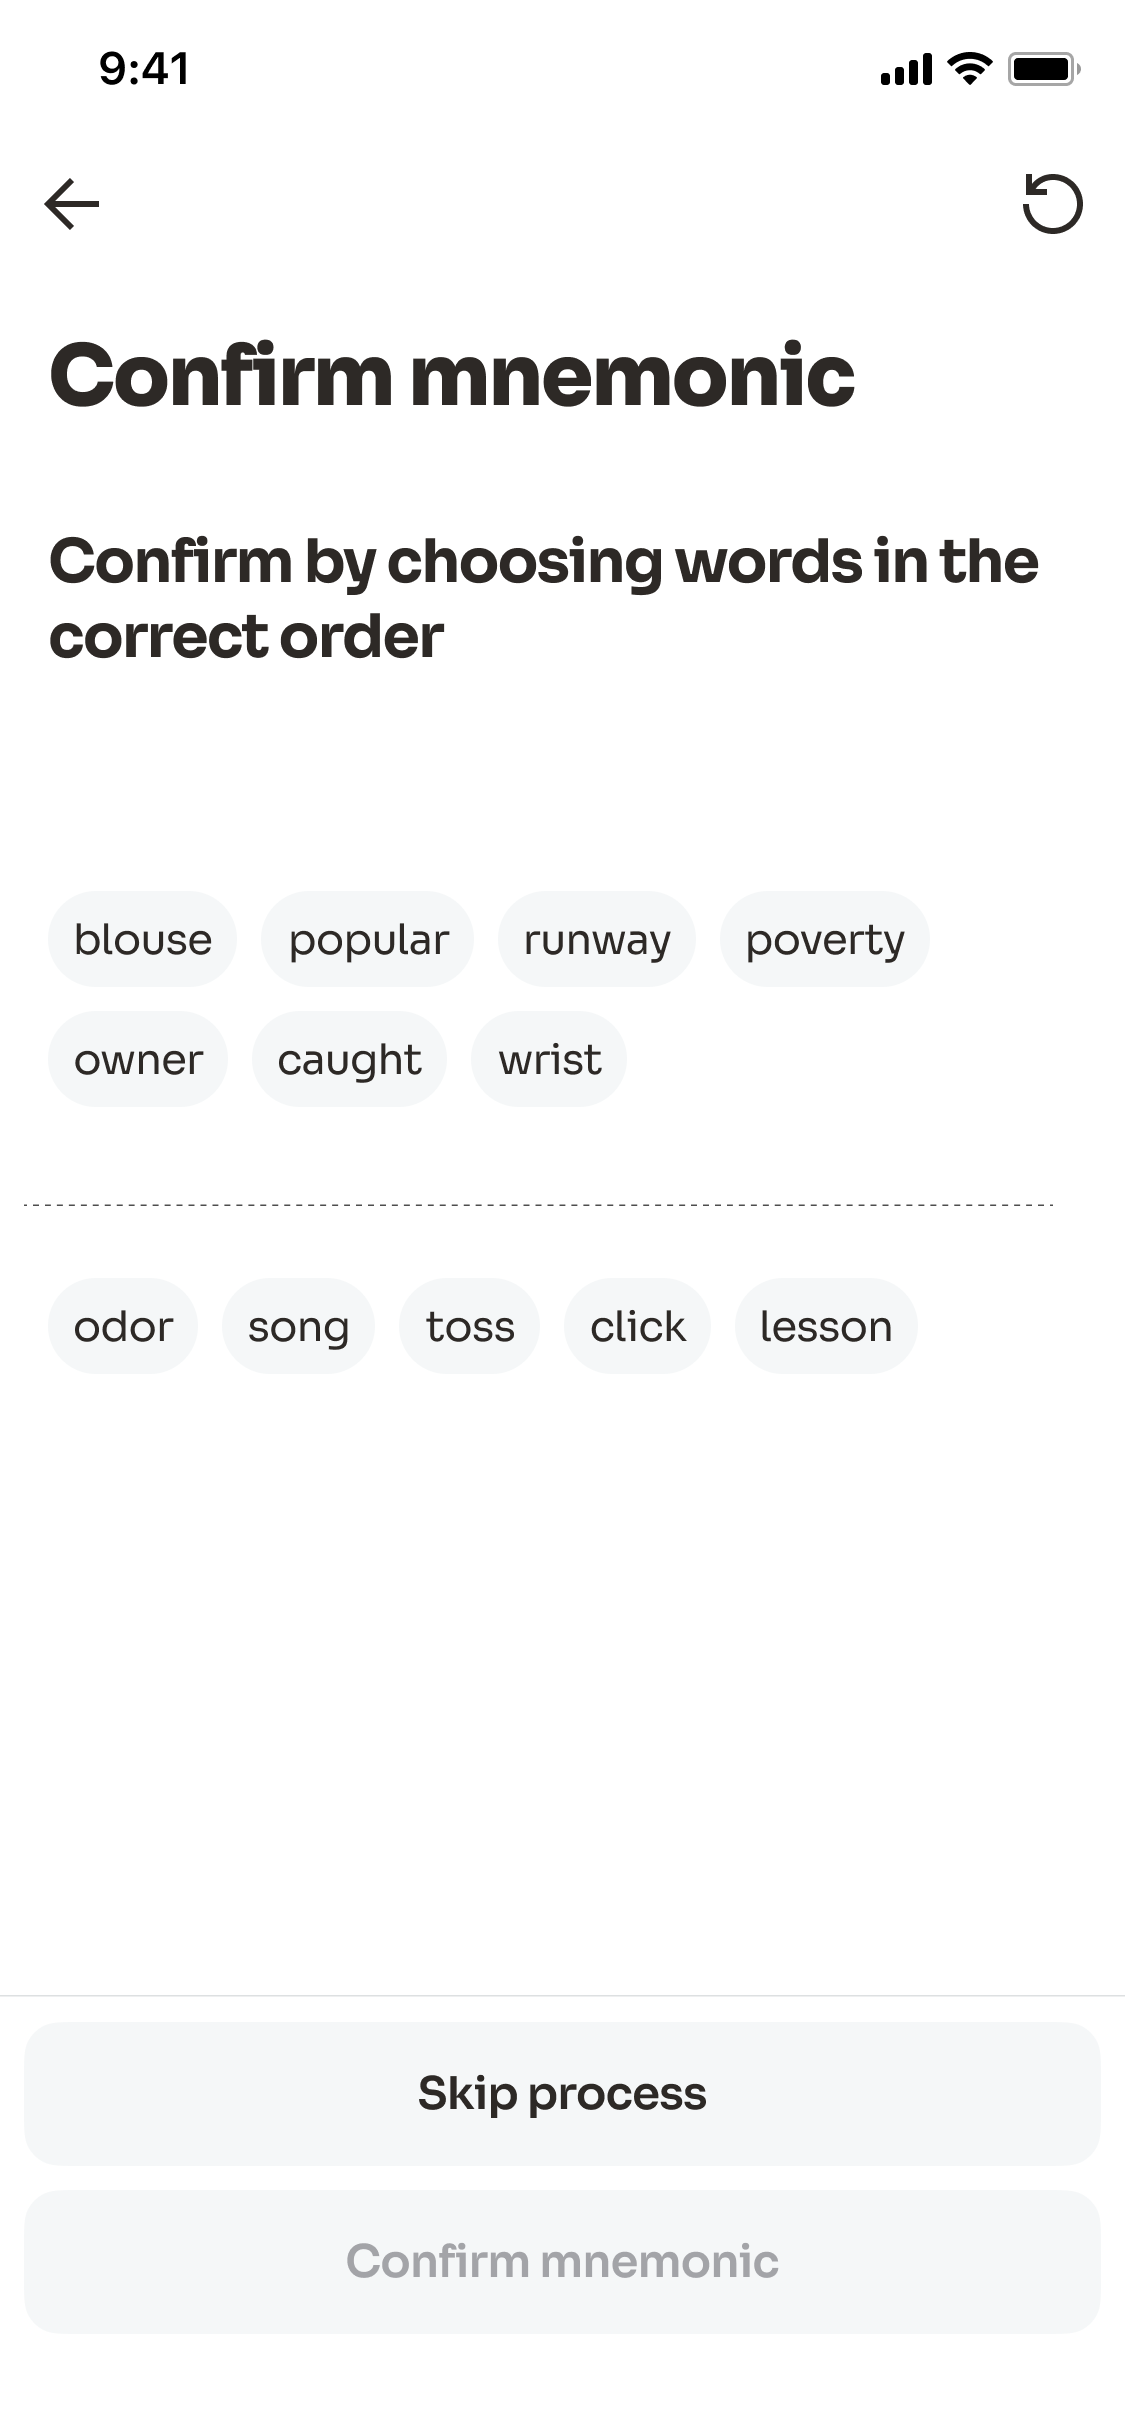 9:41
Confirm mnemonic
Confirm by choosing words in the
correct order
blouse popular runway poverty
owner caught wrist
odor song toss click lesson
Skip process
Confirm mnemonic